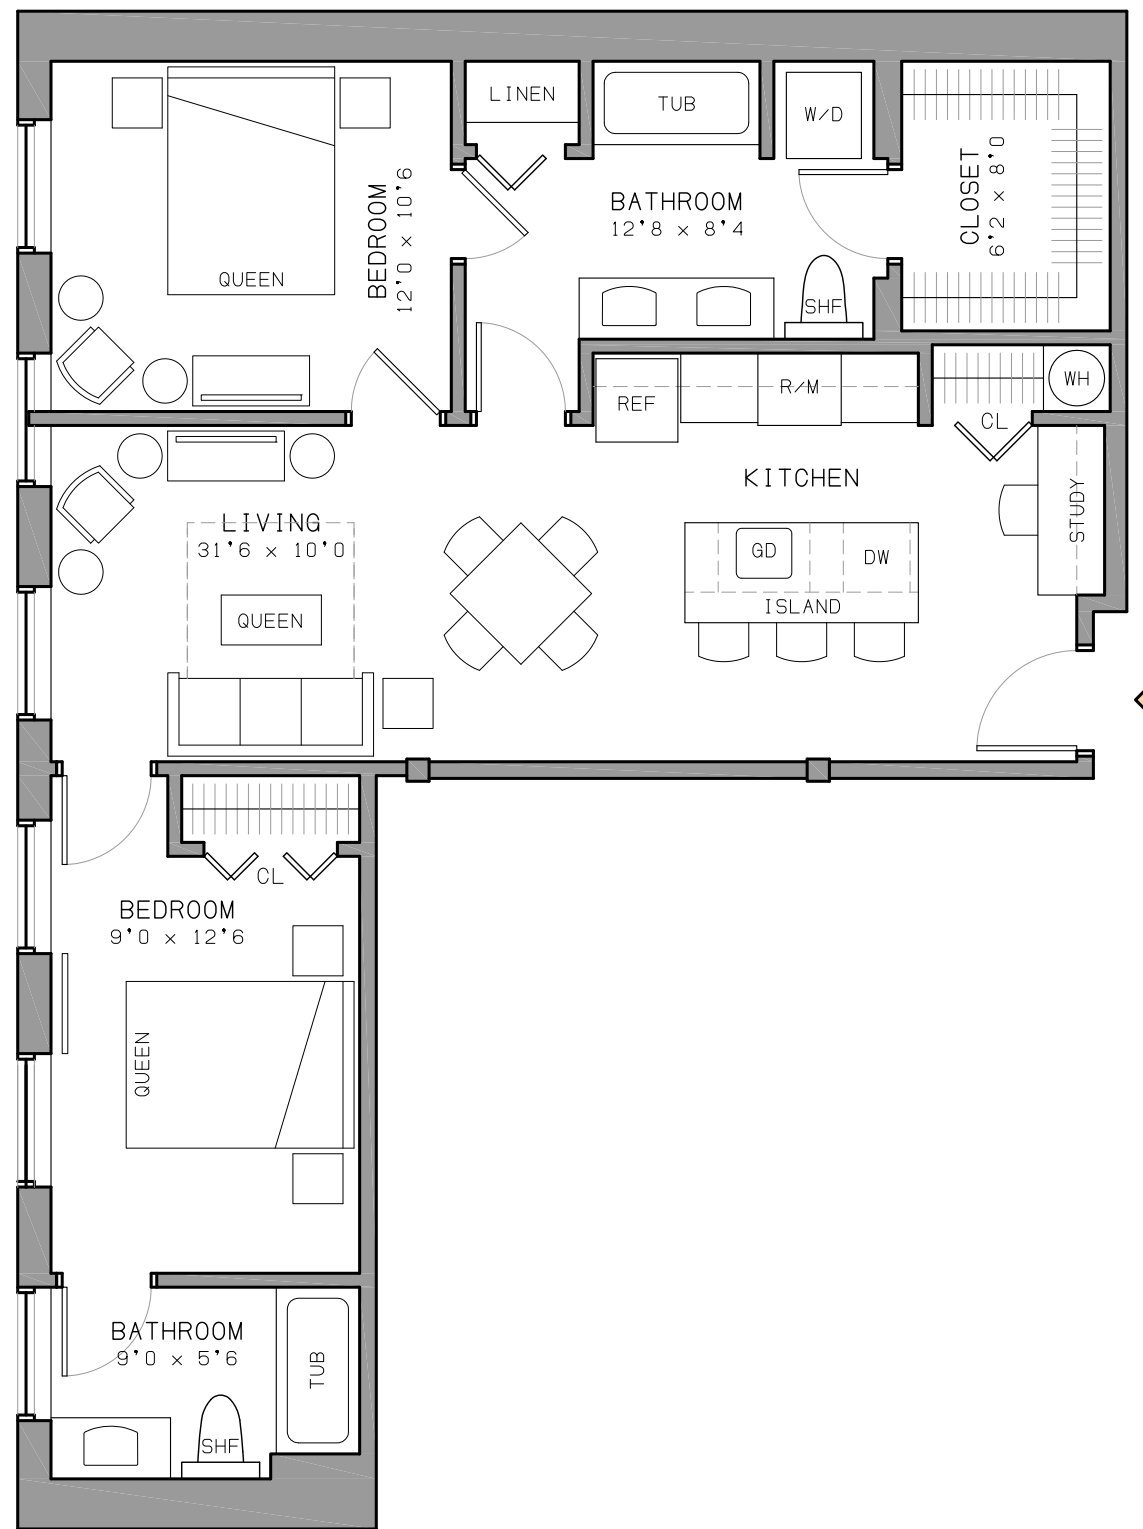 LINEN
TUB
W/D
BEDROOM
12'0 x 10'6
QUEEN
BATHROOM
12'8 x 8'4
SHF
CLOSET
6'2 x 8'0
REF
R/M
CL
WH
KITCHEN
STUDY
LIVING
31'6 x 10'0
QUEEN
GD
DW
ISLAND
CL
BEDROOM
9'0 x 12'6
QUEEN
BATHROOM
9'0 x 5'6
TUB
SHF